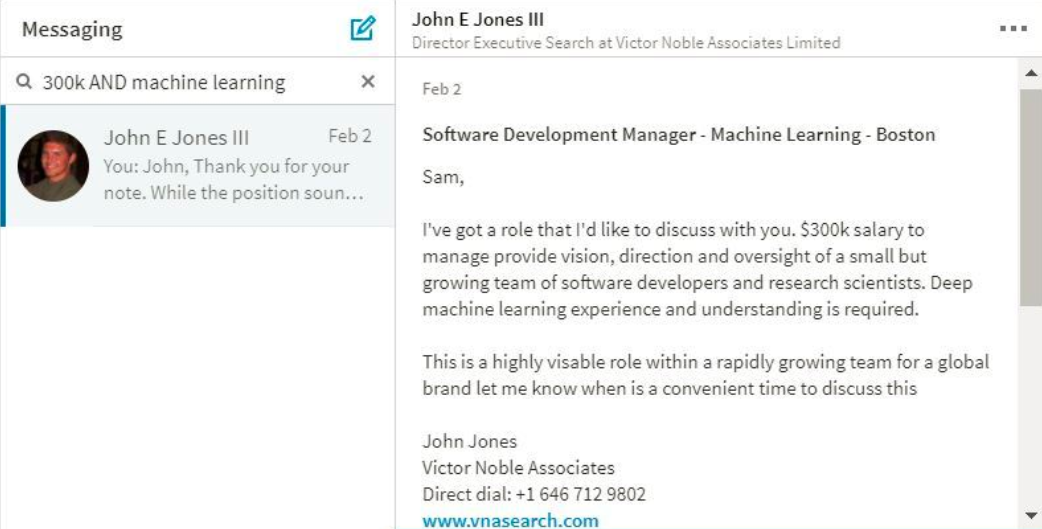 Messaging
300k AND machine learning
John E Jones III
Feb 2
You: John, Thank you for your
note. While the position soun...
John E Jones III
Director Executive Search at Victor Noble Associates Limited
Feb 2
Software Development Manager - Machine Learning - Boston
Sam,
I've got a role that I'd like to discuss with you. $300k salary to
manage provide vision, direction and oversight of a small but
growing team of software developers and research scientists. Deep
machine learning experience and understanding is required.
This is a highly visable role within a rapidly growing team for a global
brand let me know when is a convenient time to discuss this
John Jones
Victor Noble Associates
Direct dial: +1 646 712 9802
www.vnasearch.com